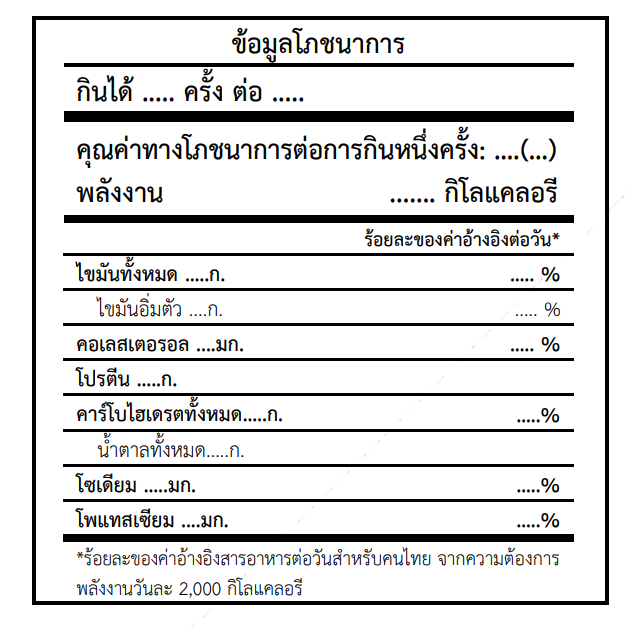 ข้อมูลโภชนาการ
กินได้ ..... ครั้ง ต่อ .....
คุณค่าทางโภชนาการต่อการกินหนึ่งครั้ง: ....(...)
พลังงาน ....... กิโลแคลอรี
ร้อยละของค่าอ้างอิงต่อวัน*
ไขมันทั้งหมด .....ก. ..... %
ไขมันอิ่มตัว ....ก. ..... %
คอเลสเตอรอล ....มก. ..... %
โปรตีน .....ก.
คาร์โบไฮเดรตทั้งหมด.....ก. .....%
น้ำตาลทั้งหมด.....ก.
โซเดียม .....มก. .....%
โพแทสเซียม ....มก. .....%
*ร้อยละของค่าอ้างอิงสารอาหารต่อวันสำหรับคนไทย จากความต้องการ
พลังงานวันละ 2,000 กิโลแคลอรี